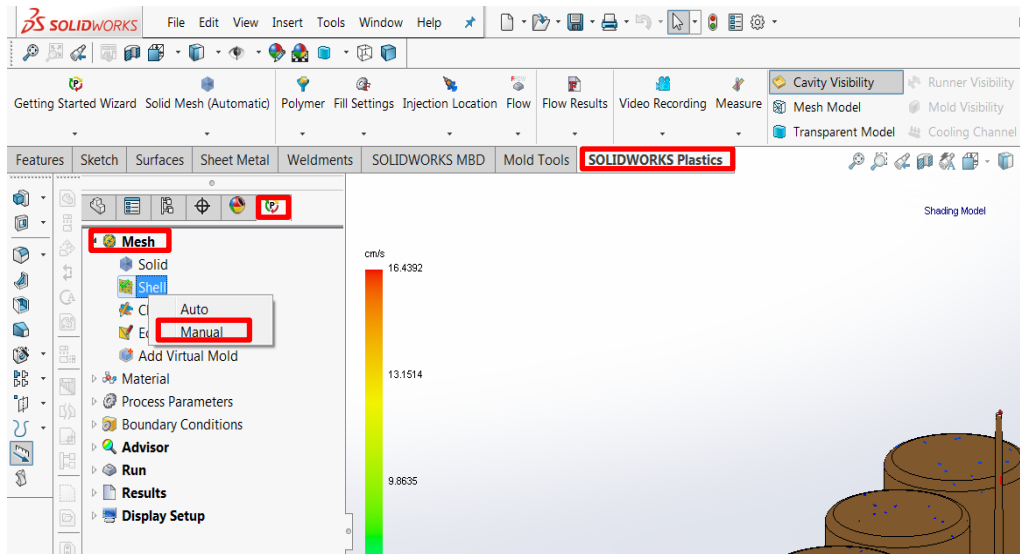 SOLIDWORKS File Edit View Insert Tools Window Help
Getting Started Wizard Solid Mesh (Automatic) Polymer Fill Settings Injection Location Flow Flow Results Video Recording Measure
Cavity Visibility Runner Visibility
Mesh Model Mold Visibility
Transparent Model Cooling Channel
Features Sketch Surfaces Sheet Metal Weldments SOLIDWORKS MBD Mold Tools SOLIDWORKS Plastics
Shading Model
Mesh
Solid
Shell
Auto
Manual
Add Virtual Mold
Material
Process Parameters
Boundary Conditions
Advisor
Run
Results
Display Setup
cm/s
16.4392
13.1514
9.8635